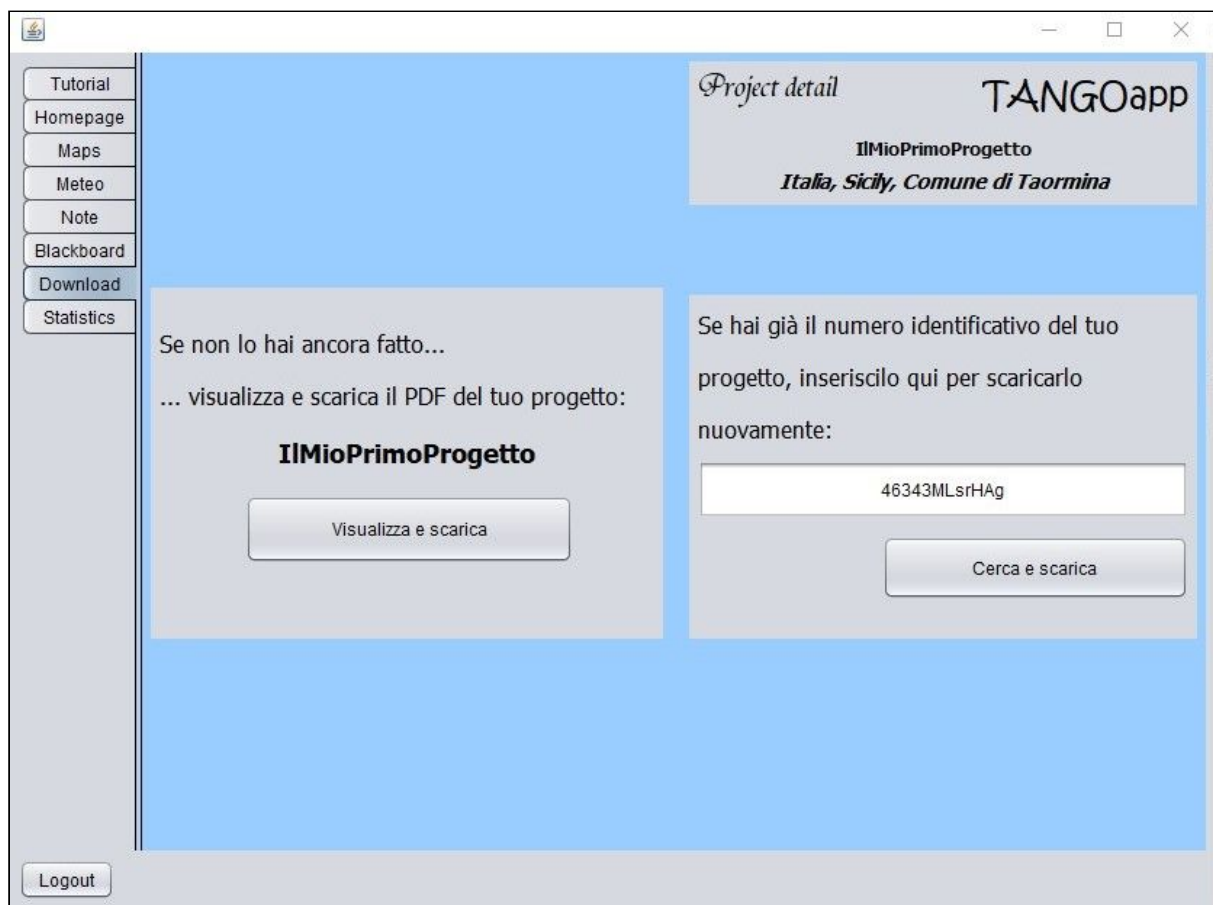 Tutorial
Homepage
Maps
Meteo
Note
Blackboard
Download
Statistics
Project detail
TANGOapp
IlMioPrimoProgetto
Italia, Sicily, Comune di Taormina
Se non lo hai ancora fatto...
... visualizza e scarica il PDF del tuo progetto:
IlMioPrimoProgetto
Visualizza e scarica
Se hai già il numero identificativo del tuo
progetto, inseriscilo qui per scaricarlo
nuovamente:
46343MLsrHAg
Cerca e scarica
Logout